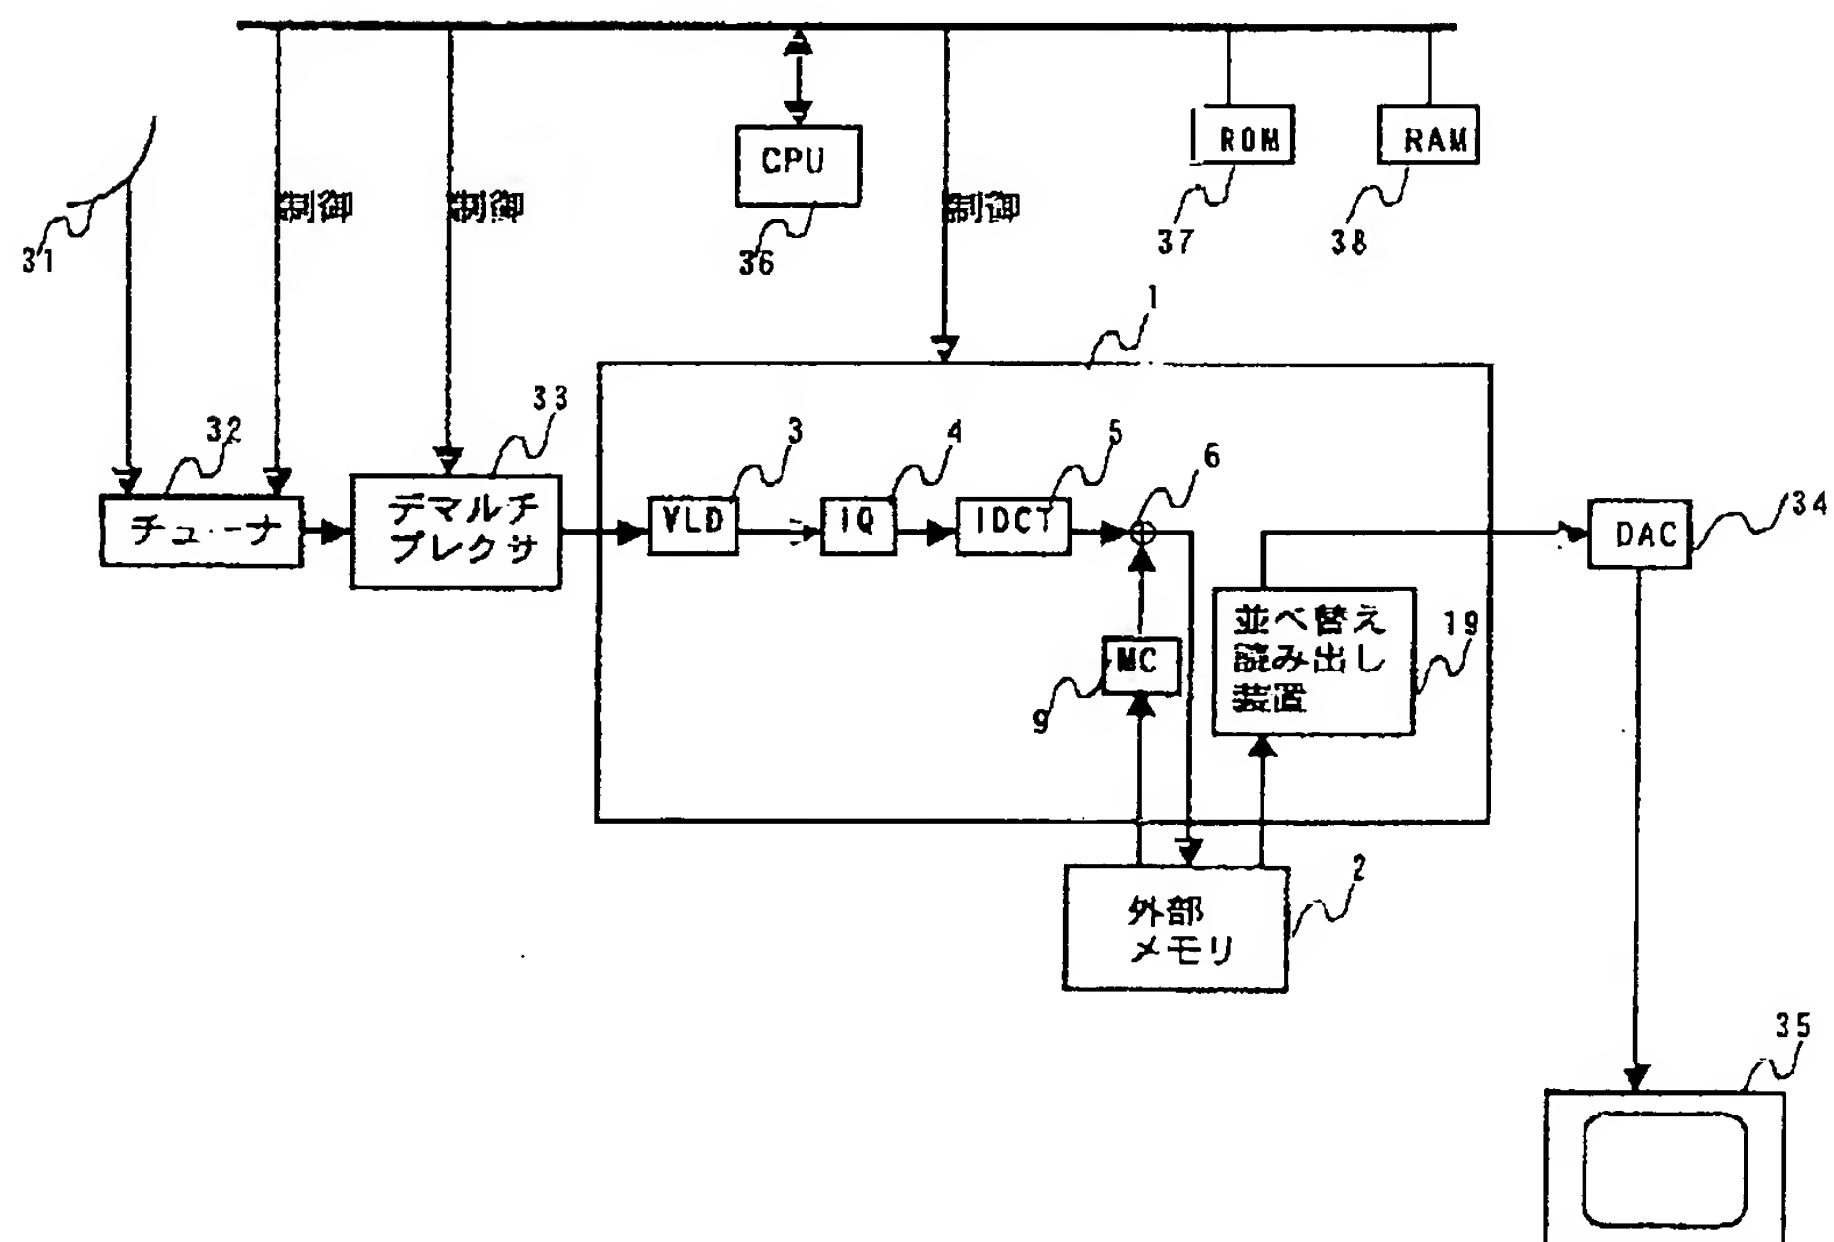 CPU
ROM
RAM
制御
制御
制御
31
36
37
38
1
32
33
3
4
5
6
チューナ
デマルチ
プレクサ
VLD
IQ
IDCT
DAC
34
MC
9
並べ替え
読み出し
装置
19
外部
メモリ
2
35